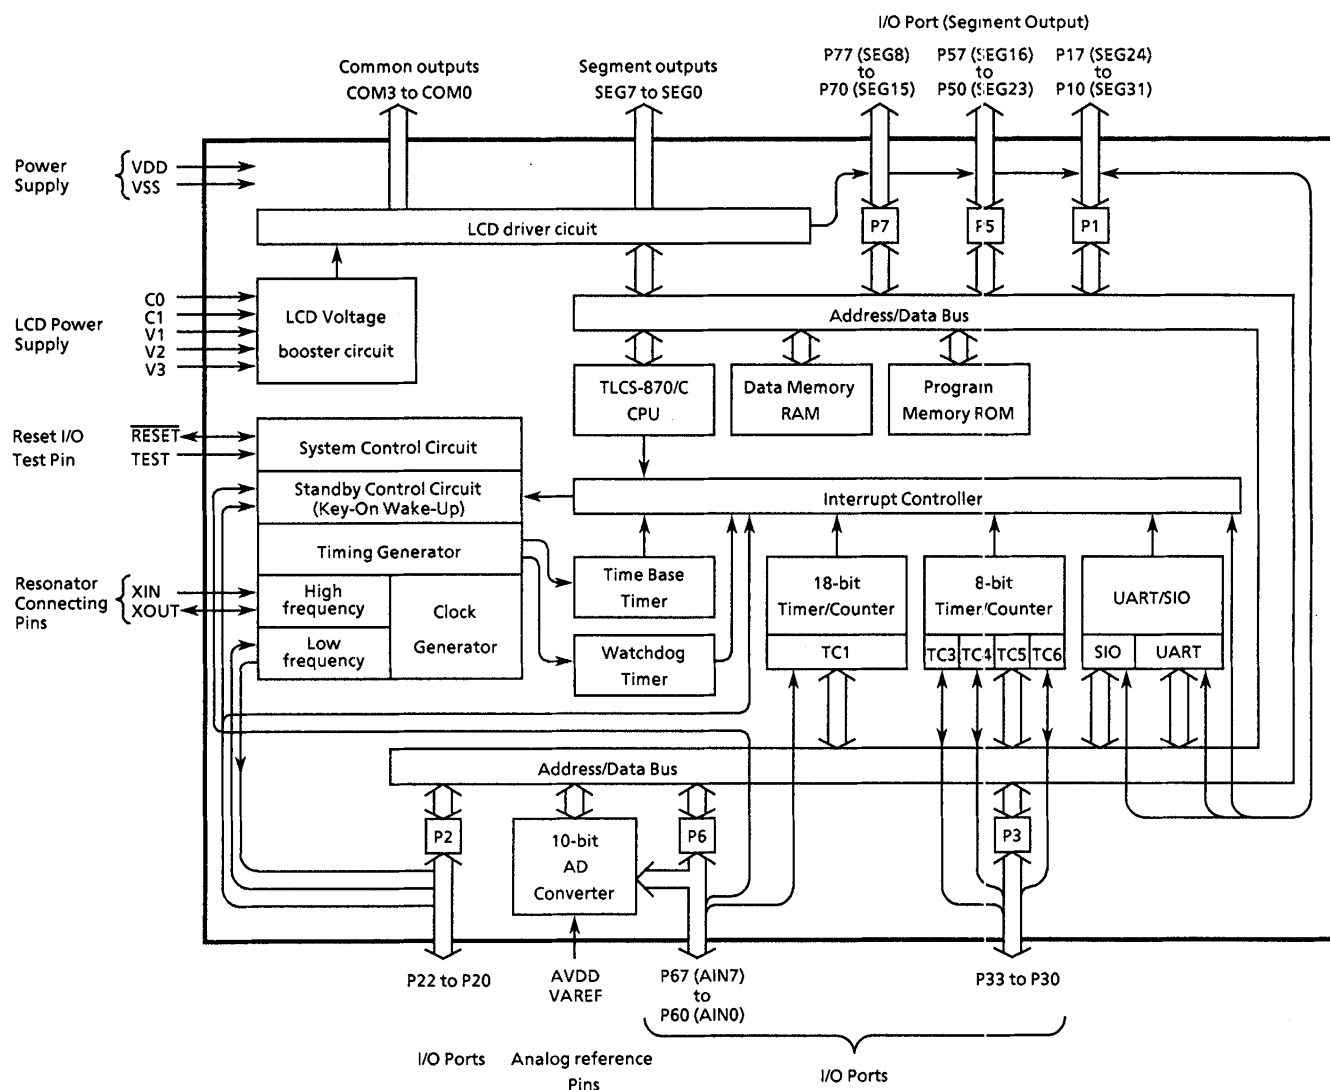 I/O Port (Segment Output)
P77 (SEG8) P57 (SEG16) P17 (SEG24)
to to to
P70 (SEG15) P50 (SEG23) P10 (SEG31)
Common outputs
COM3 to COM0
Segment outputs
SEG7 to SEG0
Power
Supply
VDD
VSS
LCD driver cicuit
P7
P5
P1
LCD Power
Supply
C0
C1
V1
V2
V3
LCD Voltage
booster circuit
Address/Data Bus
TLCS-870/C
CPU
Data Memory
RAM
Program
Memory ROM
Reset I/O
Test Pin
RESET
TEST
System Control Circuit
Standby Control Circuit
(Key-On Wake-Up)
Interrupt Controller
Timing Generator
Resonator
Connecting
Pins
XIN
XOUT
High
frequency
Low
frequency
Clock
Generator
Time Base
Timer
Watchdog
Timer
18-bit
Timer/Counter
TC1
8-bit
Timer/Counter
TC3 TC4 TC5 TC6
UART/SIO
SIO UART
Address/Data Bus
P2
10-bit
AD
Converter
P6
P3
P22 to P20
AVDD
VAREF
P67 (AIN7)
to
P60 (AIN0)
P33 to P30
I/O Ports
Analog reference
Pins
I/O Ports